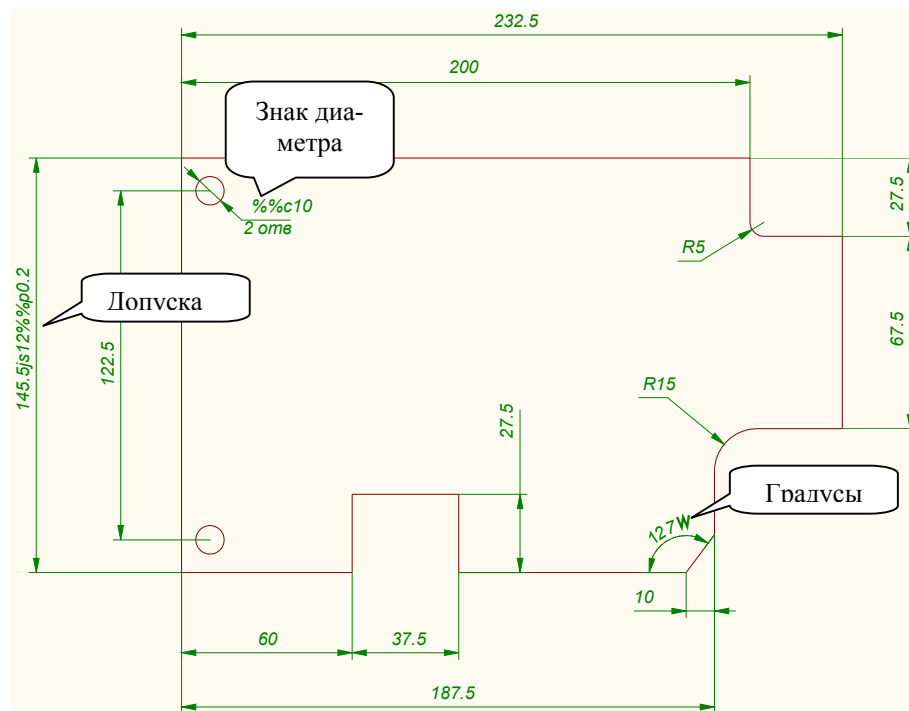 232.5
200
Знак диа-
метра
%%c10
2 отв
27.5
R5
145.5js12%%p0.2
Допуска
122.5
67.5
R15
27.5
Градусы
127W
10
60
37.5
187.5